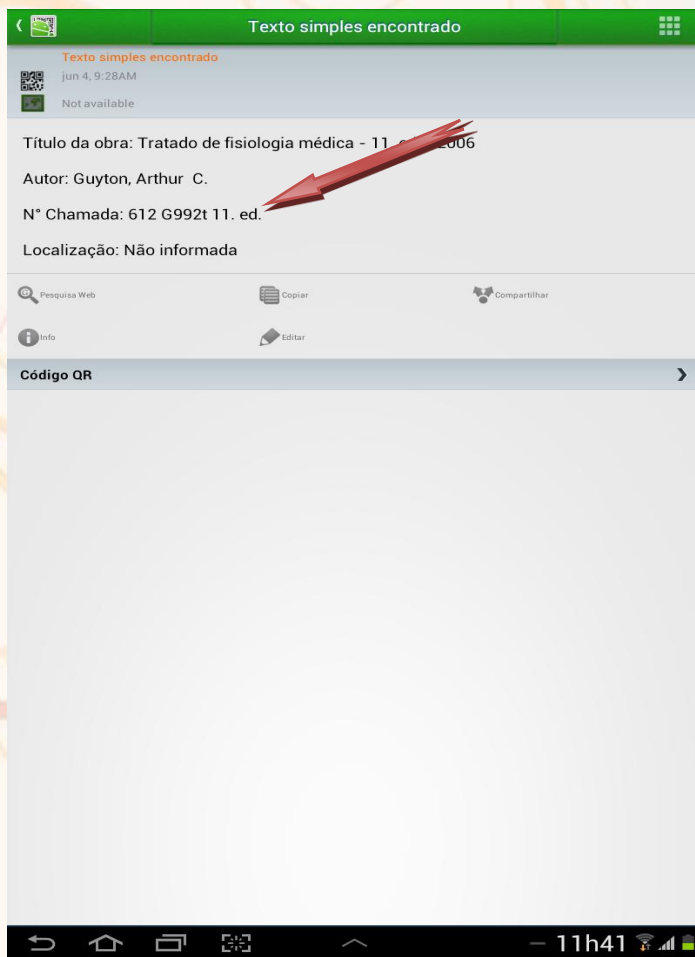 Texto simples encontrado
Texto simples encontrado
jun 4, 9:28AM
Not available
Título da obra: Tratado de fisiologia médica - 11. 2006
Autor: Guyton, Arthur C.
N° Chamada: 612 G992t 11. ed.
Localização: Não informada
Pesquisa Web Copiar Compartilhar
Info Editar
Código QR
11h41